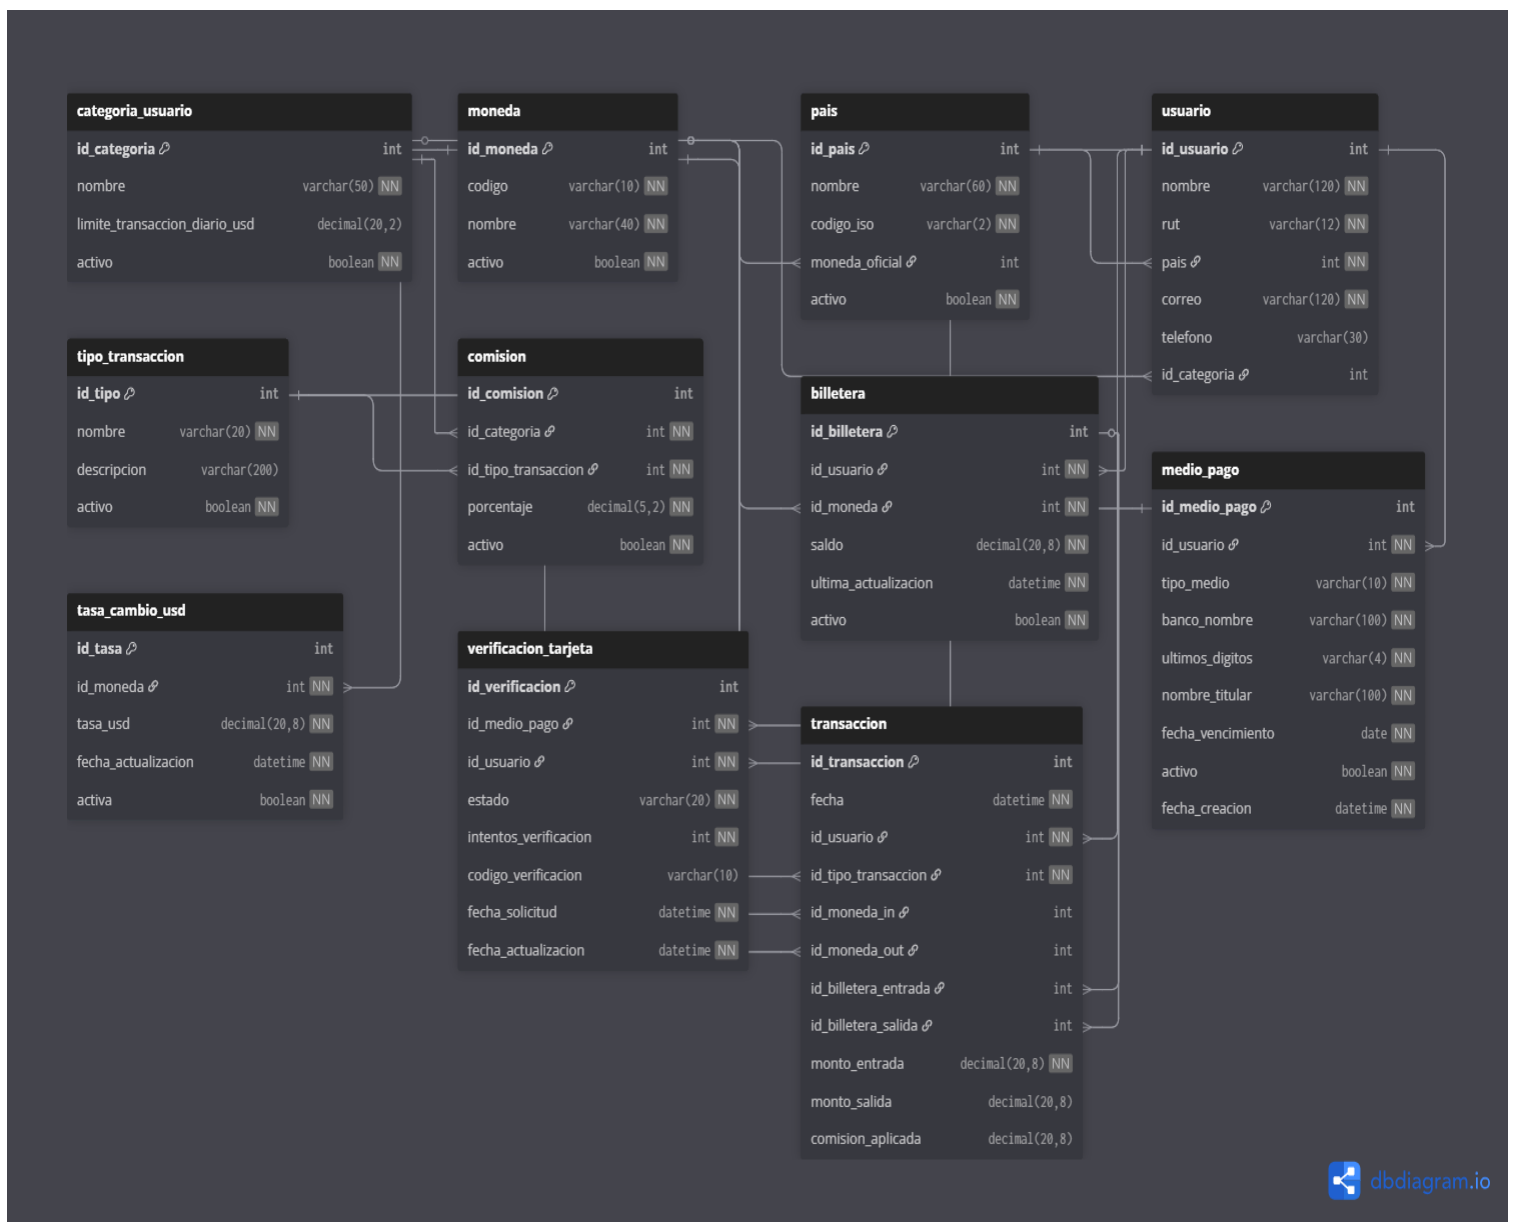 categoria_usuario
id_categoria int
nombre varchar(50) NN
limite_transaccion_diario_usd decimal(20,2)
activo boolean NN
moneda
id_moneda int
codigo varchar(10) NN
nombre varchar(40) NN
activo boolean NN
pais
id_pais int
nombre varchar(60) NN
codigo_iso varchar(2) NN
moneda_oficial int
activo boolean NN
usuario
id_usuario int
nombre varchar(120) NN
rut varchar(12) NN
pais int NN
correo varchar(120) NN
telefono varchar(30)
id_categoria int
tipo_transaccion
id_tipo int
nombre varchar(20) NN
descripcion varchar(200)
activo boolean NN
comision
id_comision int
id_categoria int NN
id_tipo_transaccion int NN
porcentaje decimal(5,2) NN
activo boolean NN
billetera
id_billetera int
id_usuario int NN
id_moneda int NN
saldo decimal(20,8) NN
ultima_actualizacion datetime NN
activo boolean NN
medio_pago
id_medio_pago int
id_usuario int NN
tipo_medio varchar(10) NN
banco_nombre varchar(100) NN
ultimos_digitos varchar(4) NN
nombre_titular varchar(100) NN
fecha_vencimiento date NN
activo boolean NN
fecha_creacion datetime NN
tasa_cambio_usd
id_tasa int
id_moneda int NN
tasa_usd decimal(20,8) NN
fecha_actualizacion datetime NN
activa boolean NN
verificacion_tarjeta
id_verificacion int
id_medio_pago int NN
id_usuario int NN
estado varchar(20) NN
intentos_verificacion int NN
codigo_verificacion varchar(10)
fecha_solicitud datetime NN
fecha_actualizacion datetime NN
transaccion
id_transaccion int
fecha datetime NN
id_usuario int NN
id_tipo_transaccion int NN
id_moneda_in int
id_moneda_out int
id_billetera_entrada int
id_billetera_salida int
monto_entrada decimal(20,8) NN
monto_salida decimal(20,8)
comision_aplicada decimal(20,8)
dbdiagram.io